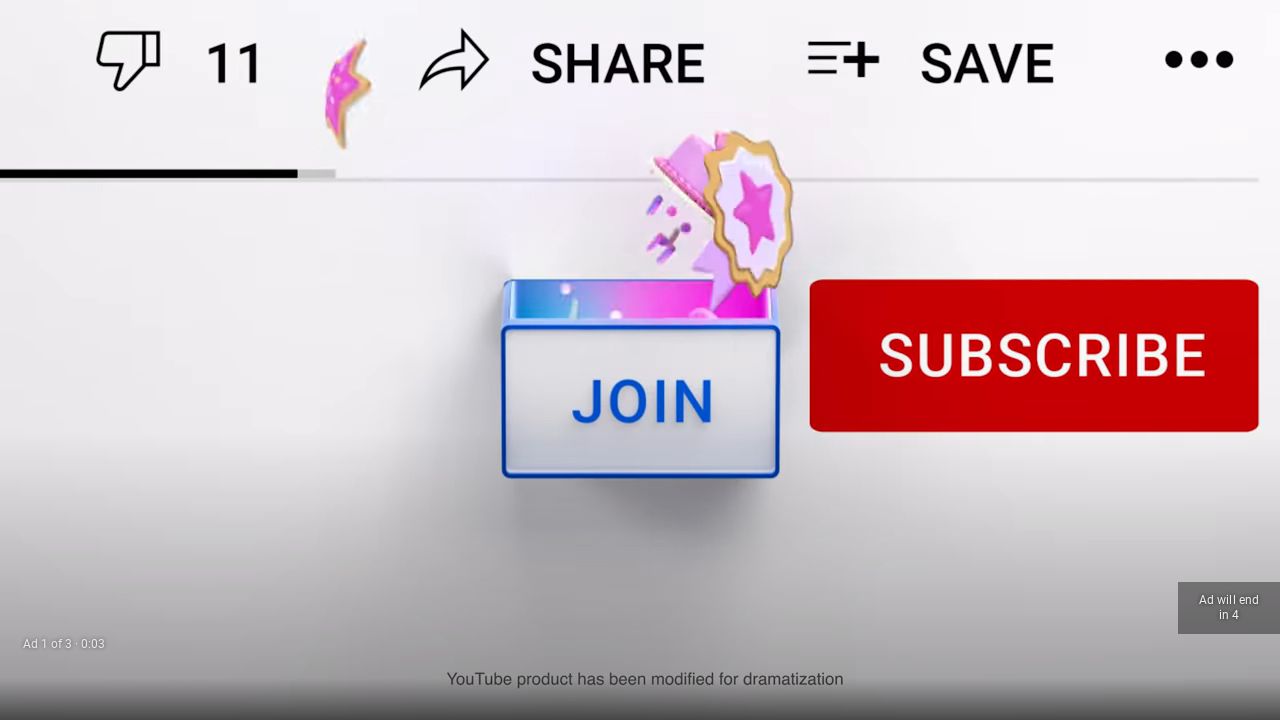 11
SHARE
SAVE
JOIN
SUBSCRIBE
Ad will end
in 4
Ad 1 of 3 · 0:03
YouTube product has been modified for dramatization